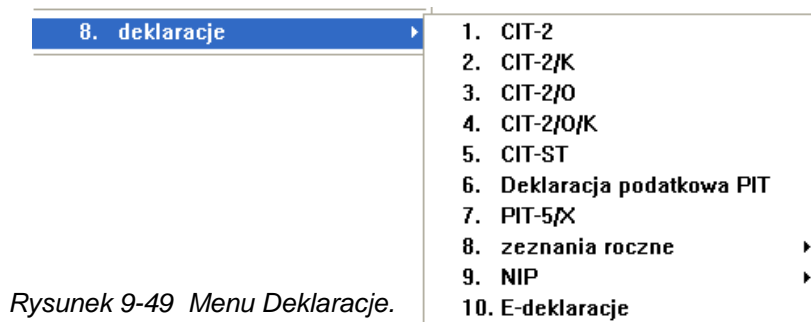 8. deklaracje
1. CIT-2
2. CIT-2/K
3. CIT-2/O
4. CIT-2/O/K
5. CIT-ST
6. Deklaracja podatkowa PIT
7. PIT-5/X
8. zeznania roczne
9. NIP
10. E-deklaracje
Rysunek 9-49 Menu Deklaracje.